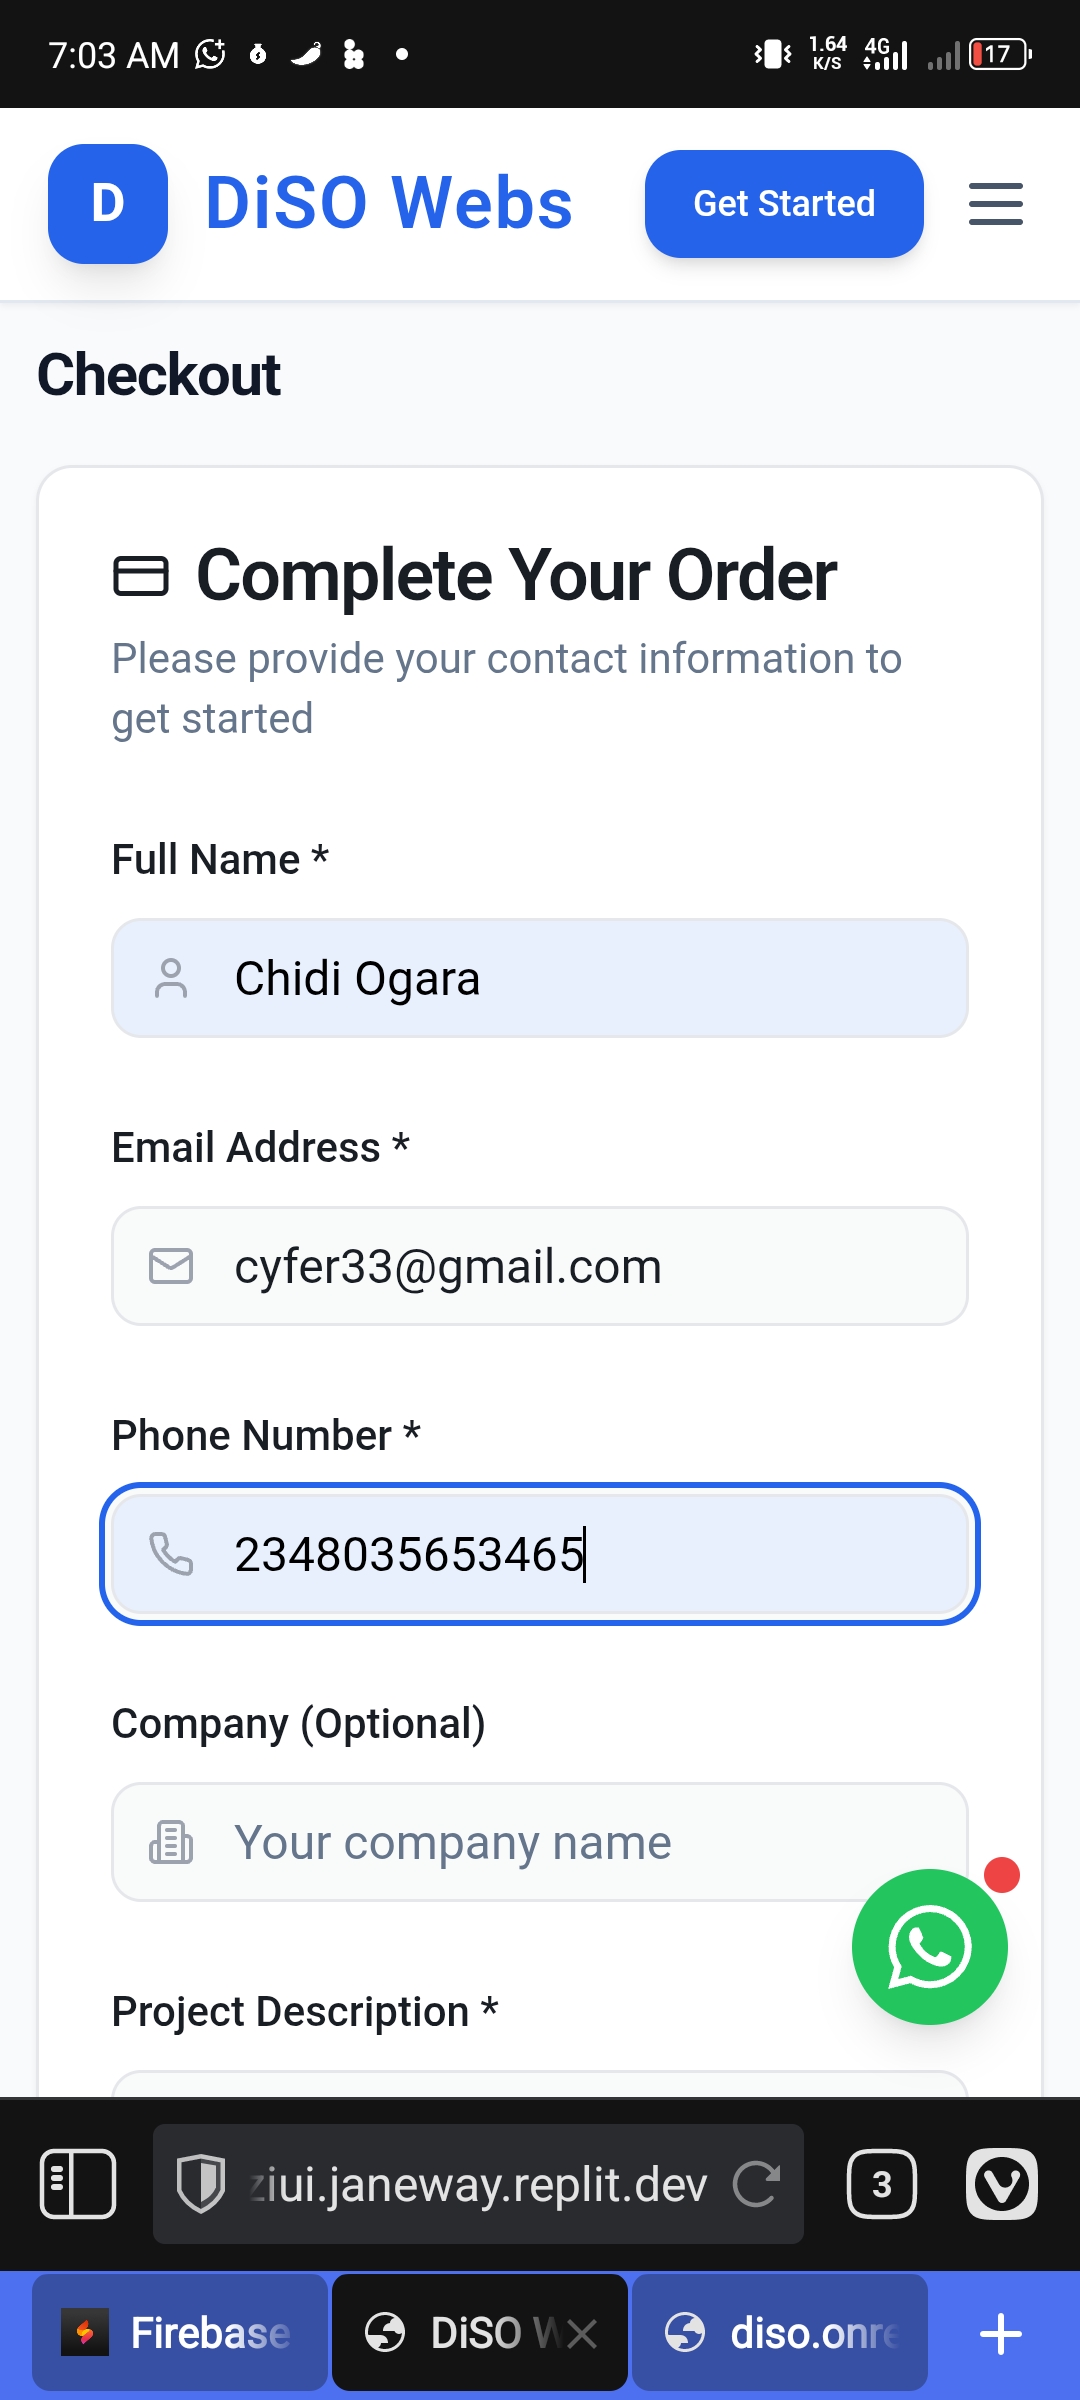 7:03 AM
1.64
K/S
4G
17
D
DiSO Webs
Get Started
Checkout
Complete Your Order
Please provide your contact information to
get started
Full Name *
Chidi Ogara
Email Address *
cyfer33@gmail.com
Phone Number *
2348035653465
Company (Optional)
Your company name
Project Description *
ziui.janeway.replit.dev
3
Firebase
DiSO W
diso.onre